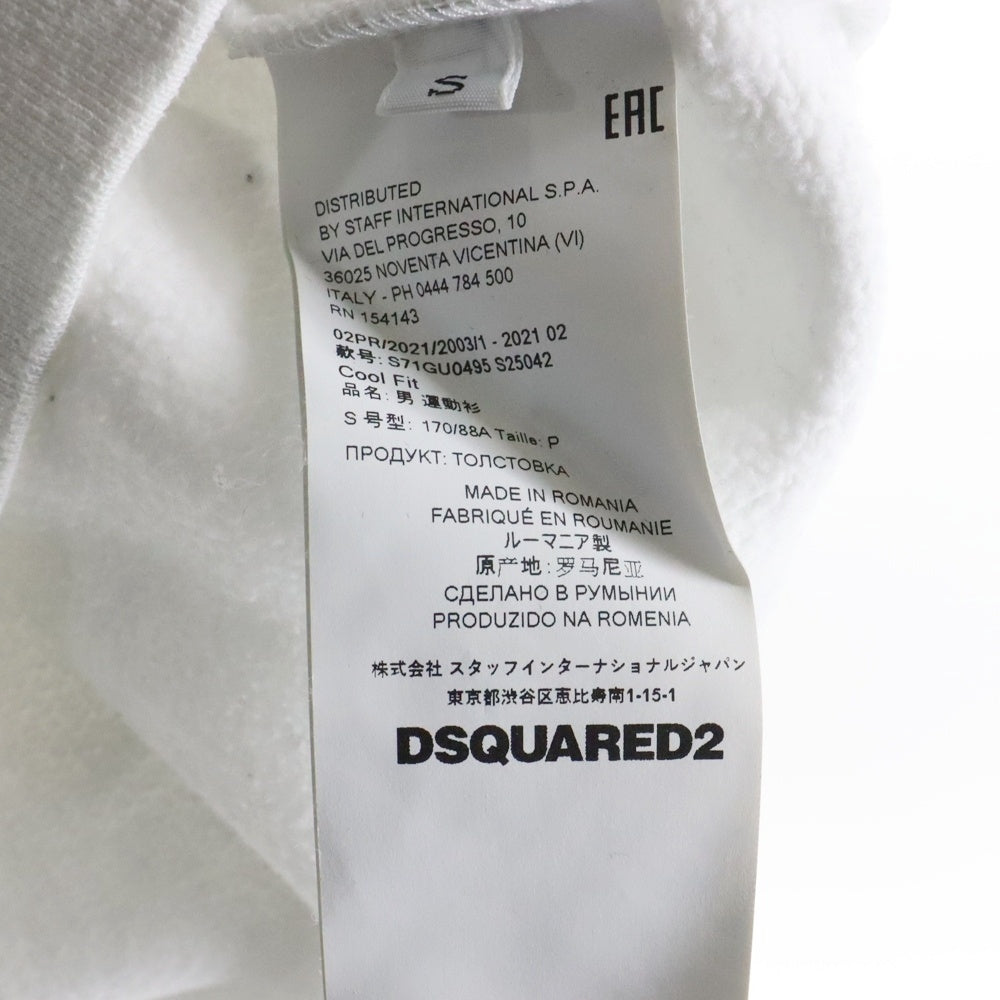 S
EAC
DISTRIBUTED
BY STAFF INTERNATIONAL S.P.A.
VIA DEL PROGRESSO, 10
36025 NOVENTA VICENTINA (VI)
ITALY - PH 0444 784 500
RN 154143
02PR/2021/2003/1 - 2021 02
款号: S71GU0495 S25042
Cool Fit
品名: 男 運動衫
S 号型: 170/88A Taille: P
ПРОДУКТ: ТОЛСТОВКА
MADE IN ROMANIA
FABRIQUÉ EN ROUMANIE
ルーマニア製
原产地: 罗马尼亚
СДЕЛАНО В РУМЫНИИ
PRODUZIDO NA ROMENIA
株式会社 スタッフインターナショナルジャパン
東京都渋谷区恵比寿南1-15-1
DSQUARED2